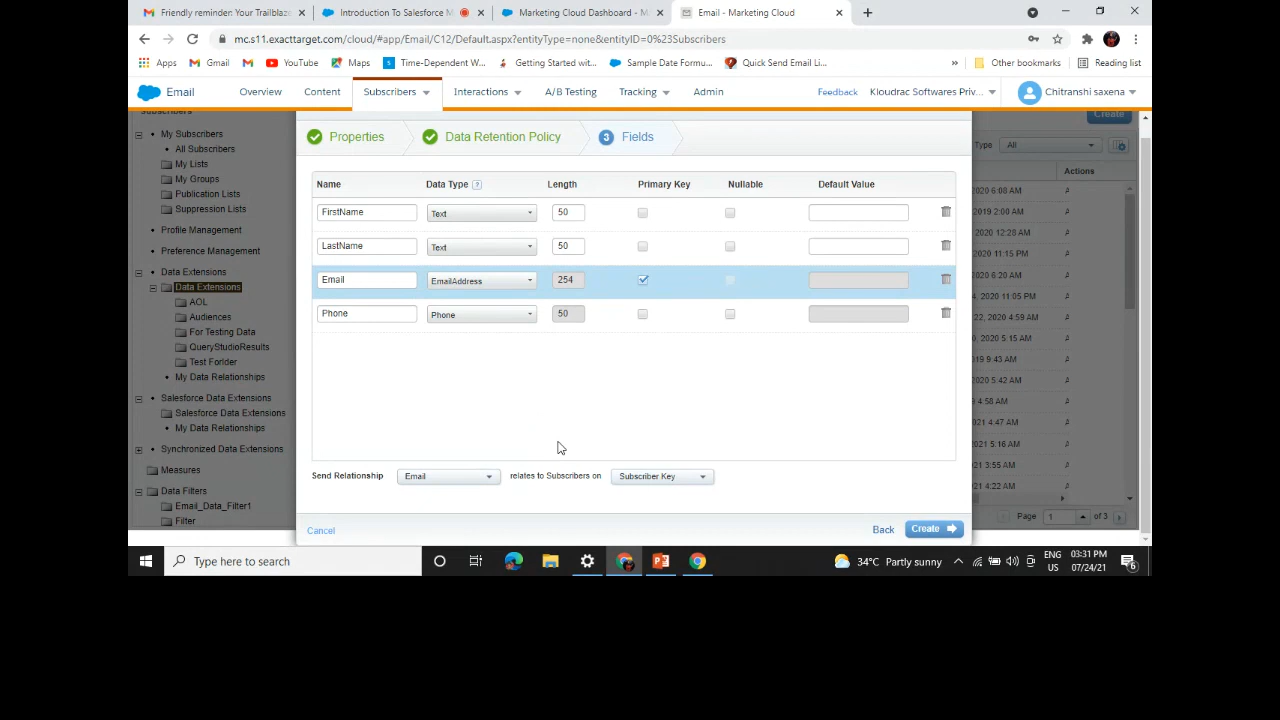 Friendly reminder: Your Trailblaze
Introduction To Salesforce M
Marketing Cloud Dashboard - M
Email - Marketing Cloud
mc.s11.exacttarget.com/cloud/#app/Email/C12/Default.aspx?entityType=none&entityID=0%23Subscribers
Apps
Gmail
YouTube
Maps
Time-Dependent W...
Getting Started wit...
Sample Date Formu...
Quick Send Email Li...
»
Other bookmarks
Reading list
Email
Overview
Content
Subscribers
Interactions
A/B Testing
Tracking
Admin
Feedback
Kloudrac Softwares Priv...
Chitranshi saxena
My Subscribers
All Subscribers
My Lists
My Groups
Publication Lists
Suppression Lists
Profile Management
Preference Management
Data Extensions
Data Extensions
AOL
Audiences
For Testing Data
QueryStudioResults
Test Forlder
My Data Relationships
Salesforce Data Extensions
Salesforce Data Extensions
My Data Relationships
Synchronized Data Extensions
Measures
Data Filters
Email_Data_Filter1
Filter
Properties
Data Retention Policy
3 Fields
Name Data Type ? Length Primary Key Nullable Default Value
FirstName Text 50
LastName Text 50
Email EmailAddress 254
Phone Phone 50
Send Relationship Email relates to Subscribers on Subscriber Key
Cancel
Back
Create
Create
Type All
Actions
2020 6:08 AM
2019 2:00 AM
2020 12:28 AM
2020 11:15 PM
2020 6:20 AM
4, 2020 11:05 PM
22, 2020 4:59 AM
0, 2020 5:15 AM
019 9:43 AM
2020 5:42 AM
9 4:58 AM
021 4:47 AM
2020 5:16 AM
021 3:55 AM
021 4:22 AM
Page 1 of 3
Type here to search
34°C Partly sunny
ENG
US
03:31 PM
07/24/21
6